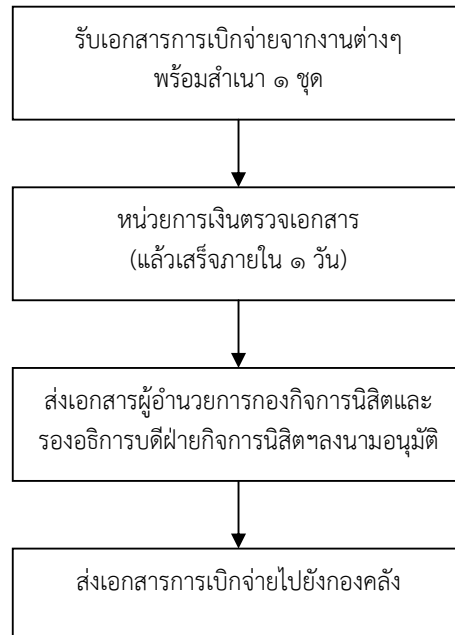 รับเอกสารการเบิกจ่ายจากงานต่างๆ
พร้อมสำเนา ๑ ชุด
หน่วยการเงินตรวจเอกสาร
(แล้วเสร็จภายใน ๑ วัน)
ส่งเอกสารผู้อำนวยการกองกิจการนิสิตและ
รองอธิการบดีฝ่ายกิจการนิสิตฯลงนามอนุมัติ
ส่งเอกสารการเบิกจ่ายไปยังกองคลัง